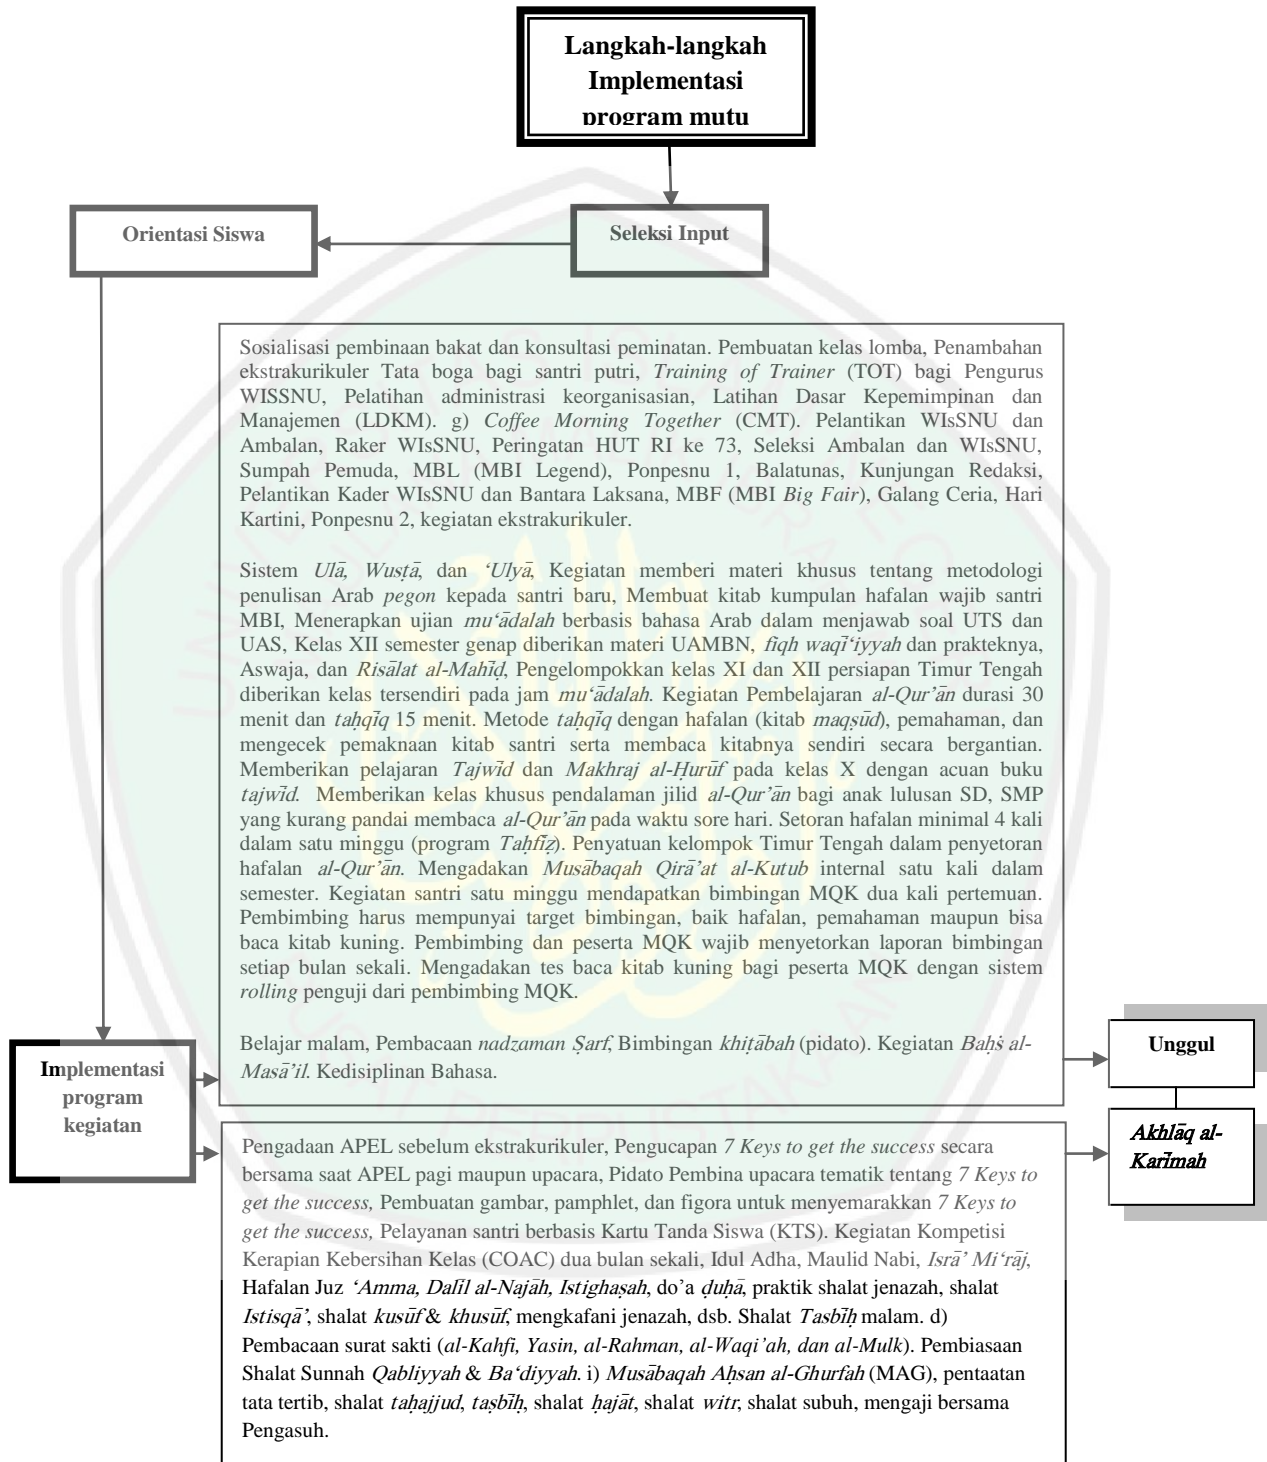 Langkah-langkah
Implementasi
program mutu
Orientasi Siswa
Seleksi Input
Sosialisasi pembinaan bakat dan konsultasi peminatan. Pembuatan kelas lomba, Penambahan
ekstrakurikuler Tata boga bagi santri putri, Training of Trainer (TOT) bagi Pengurus
WISSNU, Pelatihan administrasi keorganisasian, Latihan Dasar Kepemimpinan dan
Manajemen (LDKM). g) Coffee Morning Together (CMT). Pelantikan WIsSNU dan
Ambalan, Raker WIsSNU, Peringatan HUT RI ke 73, Seleksi Ambalan dan WIsSNU,
Sumpah Pemuda, MBL (MBI Legend), Ponpesnu 1, Balatunas, Kunjungan Redaksi,
Pelantikan Kader WIsSNU dan Bantara Laksana, MBF (MBI Big Fair), Galang Ceria, Hari
Kartini, Ponpesnu 2, kegiatan ekstrakurikuler.
Sistem Ulā, Wusṭā, dan ‘Ulyā, Kegiatan memberi materi khusus tentang metodologi
penulisan Arab pegon kepada santri baru, Membuat kitab kumpulan hafalan wajib santri
MBI, Menerapkan ujian mu‘ādalah berbasis bahasa Arab dalam menjawab soal UTS dan
UAS, Kelas XII semester genap diberikan materi UAMBN, fiqh waqī‘iyyah dan prakteknya,
Aswaja, dan Risālat al-Mahīḍ, Pengelompokkan kelas XI dan XII persiapan Timur Tengah
diberikan kelas tersendiri pada jam mu‘ādalah. Kegiatan Pembelajaran al-Qur’ān durasi 30
menit dan taḥqīq 15 menit. Metode taḥqīq dengan hafalan (kitab maqṣūd), pemahaman, dan
mengecek pemaknaan kitab santri serta membaca kitabnya sendiri secara bergantian.
Memberikan pelajaran Tajwīd dan Makhraj al-Ḥurūf pada kelas X dengan acuan buku
tajwīd. Memberikan kelas khusus pendalaman jilid al-Qur’ān bagi anak lulusan SD, SMP
yang kurang pandai membaca al-Qur’ān pada waktu sore hari. Setoran hafalan minimal 4 kali
dalam satu minggu (program Taḥfīẓ). Penyatuan kelompok Timur Tengah dalam penyetoran
hafalan al-Qur’ān. Mengadakan Musābaqah Qirā’at al-Kutub internal satu kali dalam
semester. Kegiatan santri satu minggu mendapatkan bimbingan MQK dua kali pertemuan.
Pembimbing harus mempunyai target bimbingan, baik hafalan, pemahaman maupun bisa
baca kitab kuning. Pembimbing dan peserta MQK wajib menyetorkan laporan bimbingan
setiap bulan sekali. Mengadakan tes baca kitab kuning bagi peserta MQK dengan sistem
rolling penguji dari pembimbing MQK.
Belajar malam, Pembacaan nadzaman Ṣarf, Bimbingan khiṭābah (pidato). Kegiatan Baḥṡ al-
Masā’il. Kedisiplinan Bahasa.
Unggul
Implementasi
program
kegiatan
Akhlāq al-
Karīmah
Pengadaan APEL sebelum ekstrakurikuler, Pengucapan 7 Keys to get the success secara
bersama saat APEL pagi maupun upacara, Pidato Pembina upacara tematik tentang 7 Keys to
get the success, Pembuatan gambar, pamphlet, dan figora untuk menyemarakkan 7 Keys to
get the success, Pelayanan santri berbasis Kartu Tanda Siswa (KTS). Kegiatan Kompetisi
Kerapian Kebersihan Kelas (COAC) dua bulan sekali, Idul Adha, Maulid Nabi, Isrā’ Mi‘rāj,
Hafalan Juz ‘Amma, Dalīl al-Najāh, Istighaṣah, do’a ḍuḥā, praktik shalat jenazah, shalat
Istisqā’, shalat kusūf & khusūf, mengkafani jenazah, dsb. Shalat Tasbīḥ malam. d)
Pembacaan surat sakti (al-Kahfi, Yasin, al-Rahman, al-Waqi’ah, dan al-Mulk). Pembiasaan
Shalat Sunnah Qabliyyah & Ba‘diyyah. i) Musābaqah Aḥsan al-Ghurfah (MAG), pentaatan
tata tertib, shalat taḥajjud, taṣbīḥ, shalat ḥajāt, shalat witr, shalat subuh, mengaji bersama
Pengasuh.